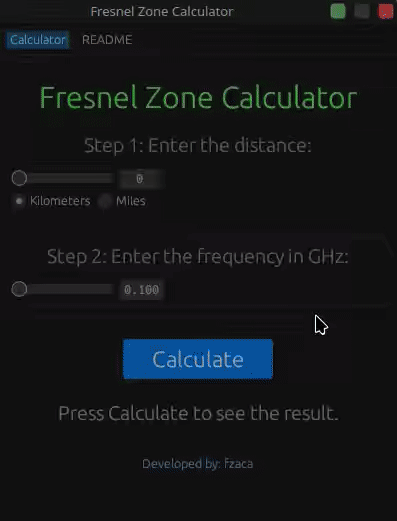 Fresnel Zone Calculator
Calculator README
Fresnel Zone Calculator
Step 1: Enter the distance:
0
Kilometers Miles
Step 2: Enter the frequency in GHz:
0.100
Calculate
Press Calculate to see the result.
Developed by: fzaca